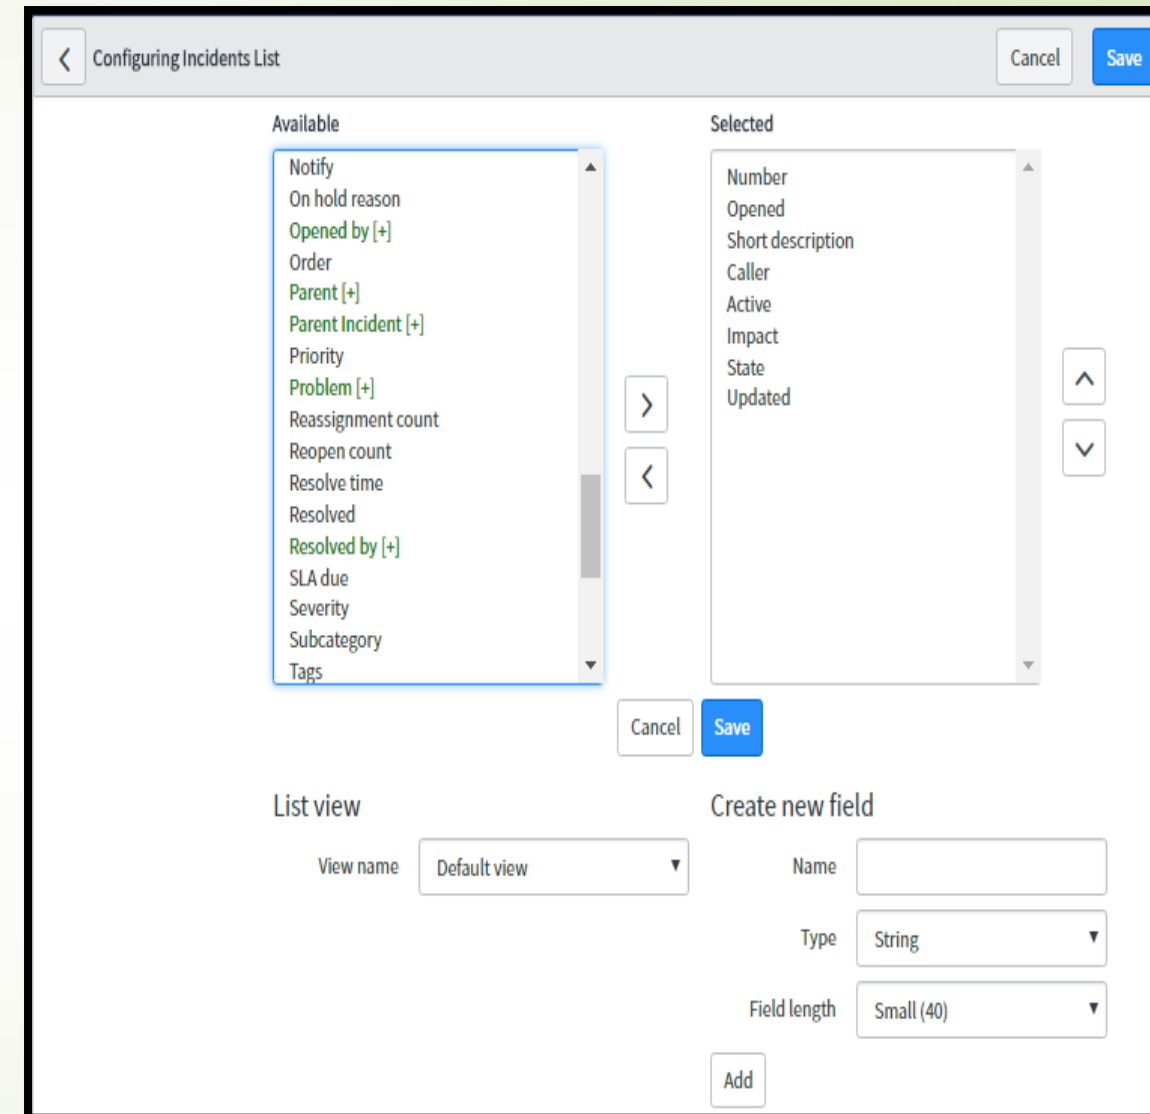 Configuring Incidents List
Cancel
Save
Available
Notify
On hold reason
Opened by [+]
Order
Parent [+]
Parent Incident [+]
Priority
Problem [+]
Reassignment count
Reopen count
Resolve time
Resolved
Resolved by [+]
SLA due
Severity
Subcategory
Tags
Selected
Number
Opened
Short description
Caller
Active
Impact
State
Updated
Cancel
Save
List view
View name
Default view
Create new field
Name
Type
String
Field length
Small (40)
Add